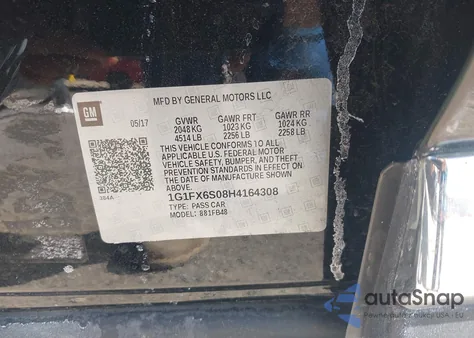 MFD BY GENERAL MOTORS LLC
GM
05/17
GVWR GAWR FRT GAWR RR
2048 KG 1023 KG 1024 KG
4514 LB 2256 LB 2258 LB
THIS VEHICLE CONFORMS TO ALL
APPLICABLE U.S. FEDERAL MOTOR
VEHICLE SAFETY, BUMPER, AND THEFT
PREVENTION STANDARDS IN EFFECT ON
THE DATE OF MANUFACTURE SHOWN
ABOVE.
384A
1G1FX6S08H4164308
TYPE: PASS CAR
MODEL: 881FB48
autoSnap